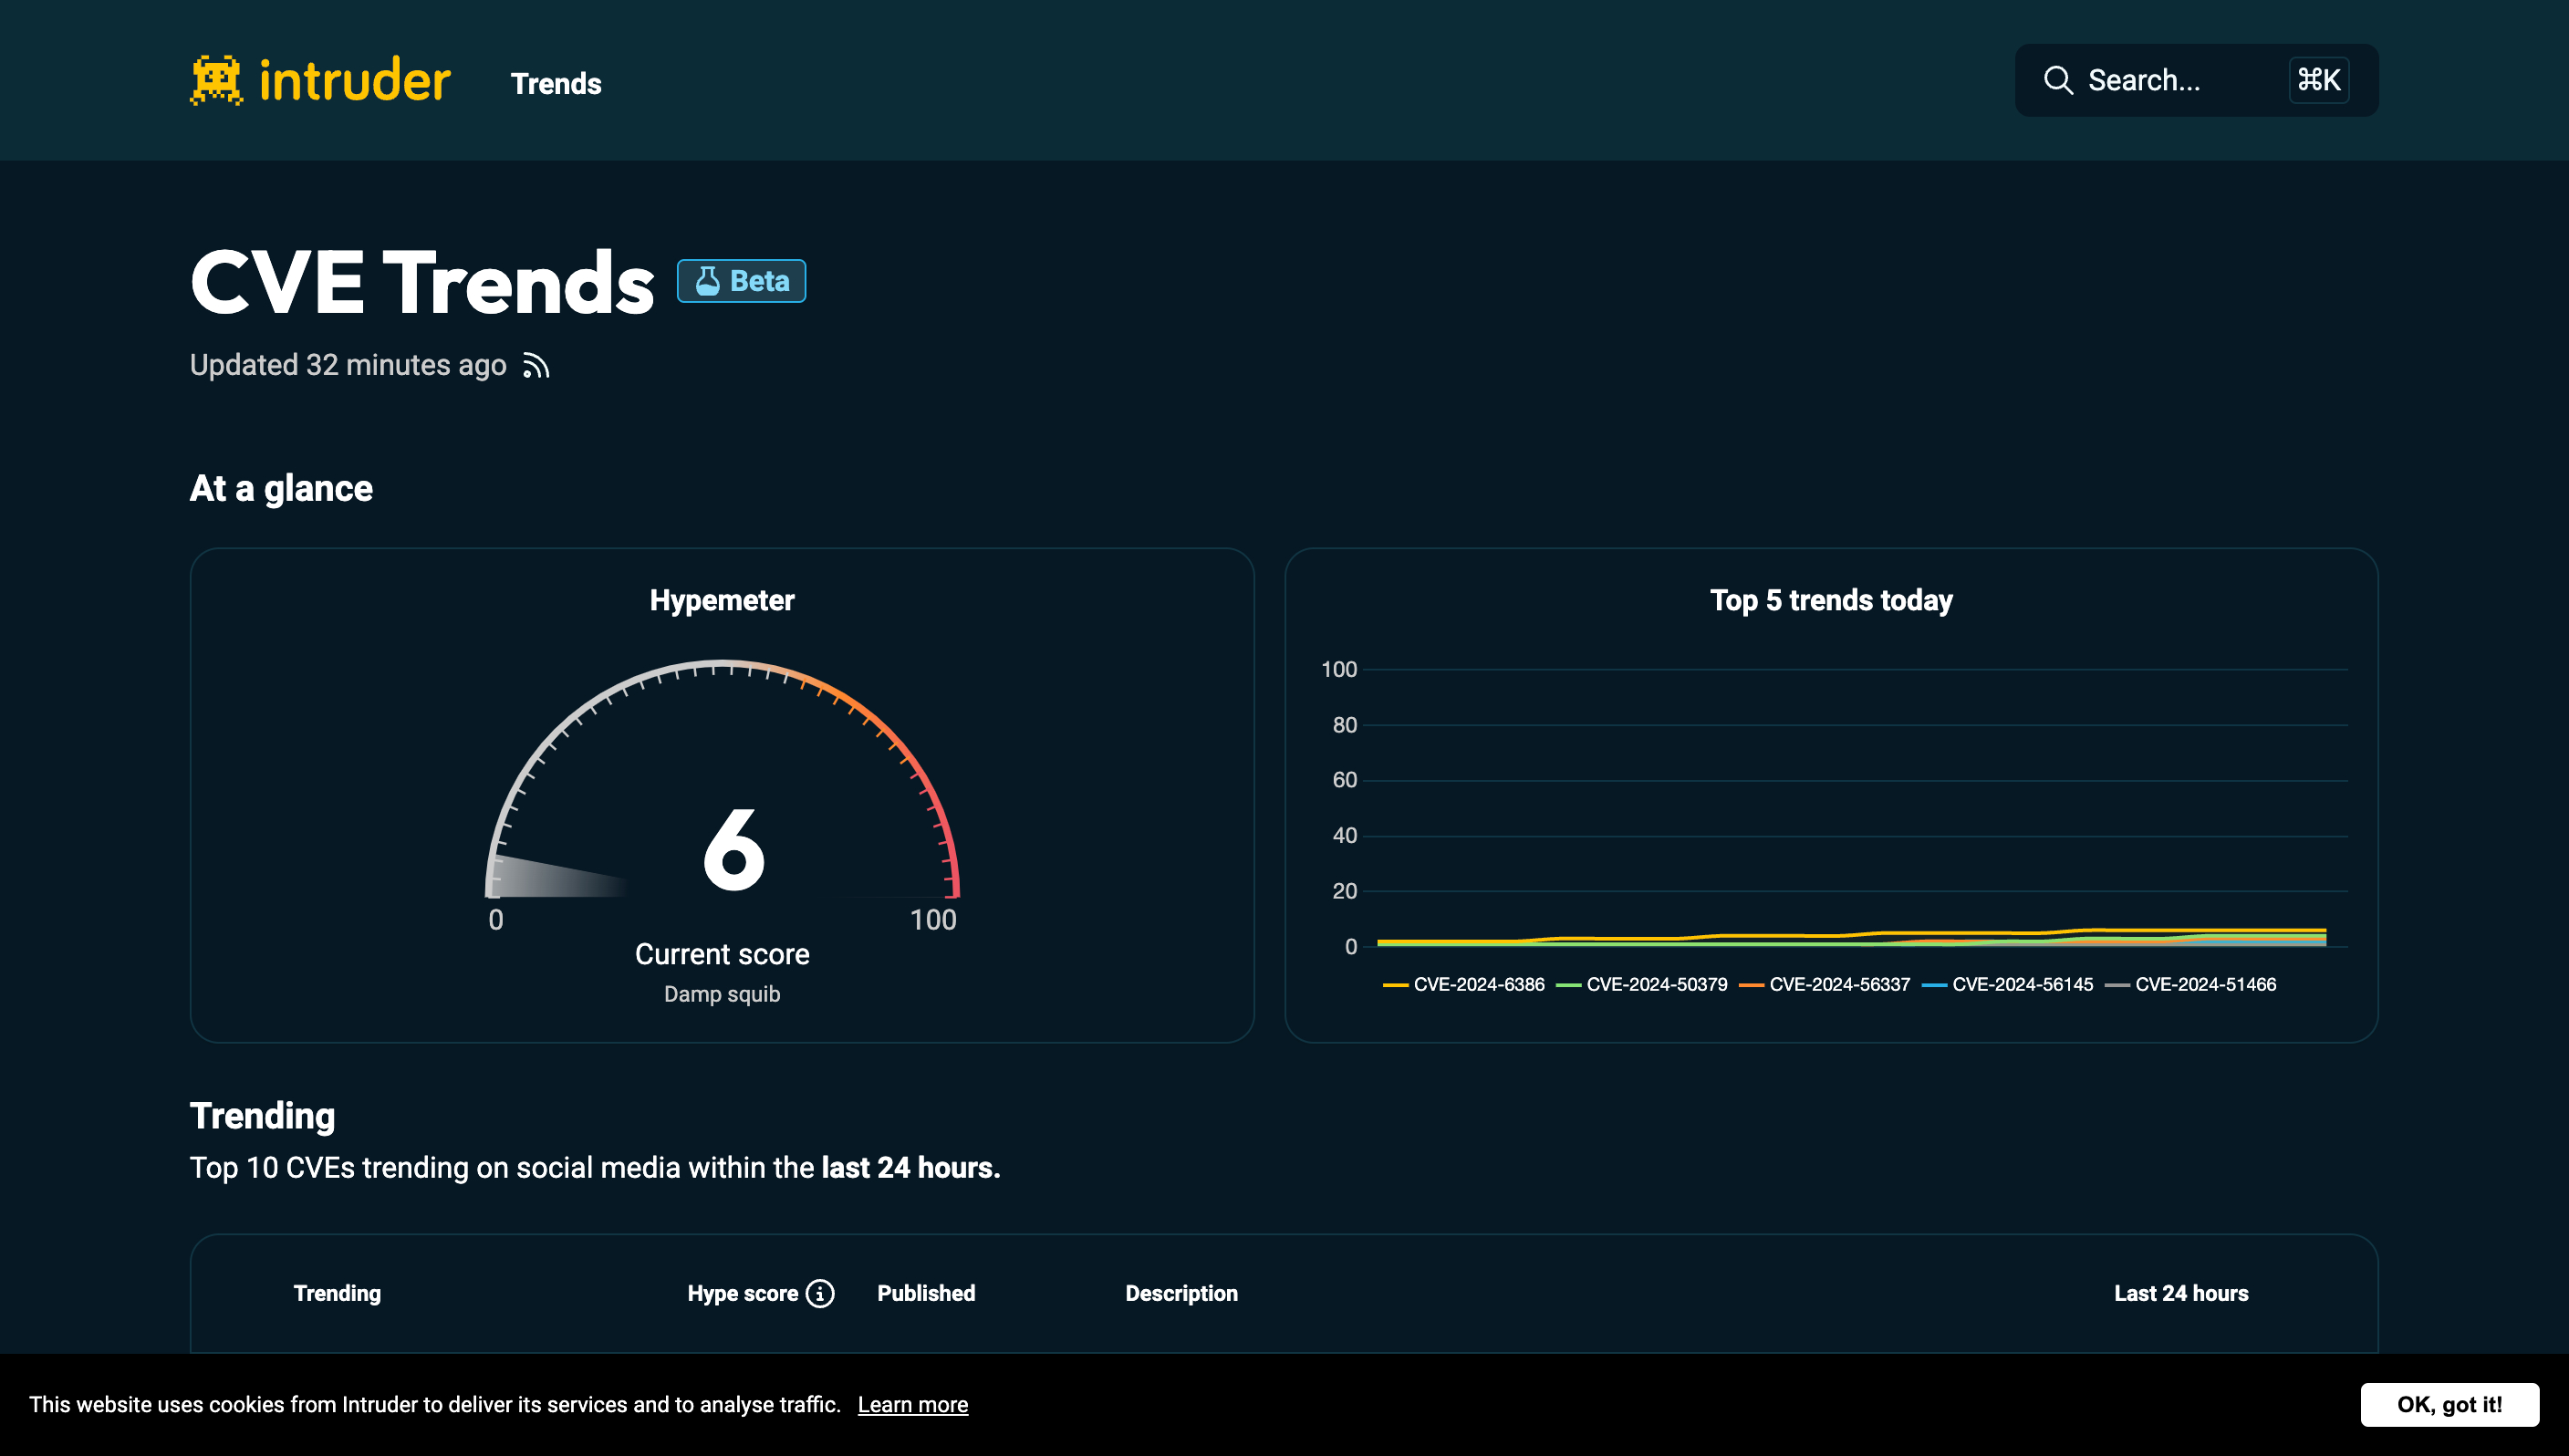 intruder
Trends
Search...
⌘K
CVE Trends
Beta
Updated 32 minutes ago
At a glance
Hypemeter
6
0
100
Current score
Damp squib
Top 5 trends today
100
80
60
40
20
0
CVE-2024-6386 CVE-2024-50379 CVE-2024-56337 CVE-2024-56145 CVE-2024-51466
Trending
Top 10 CVEs trending on social media within the last 24 hours.
Trending Hype score Published Description Last 24 hours
This website uses cookies from Intruder to deliver its services and to analyse traffic. Learn more
OK, got it!